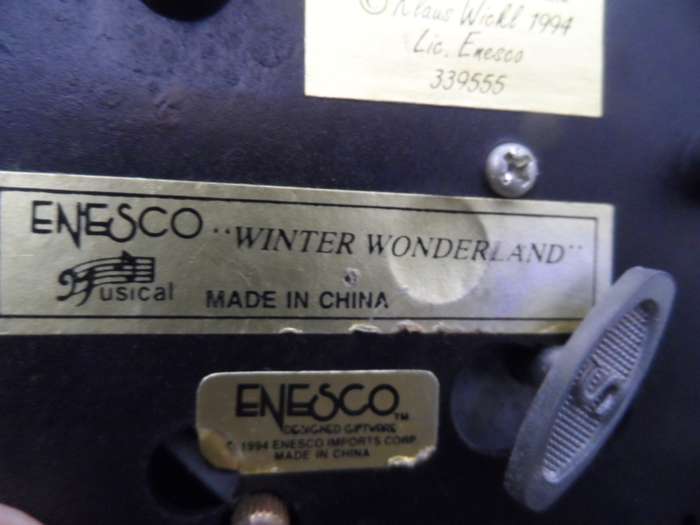 © Klaus Wickl 1994
Lic. Enesco
339555
ENESCO "WINTER WONDERLAND"
Musical MADE IN CHINA
ENESCO TM
DESIGNED GIFTWARE
© 1994 ENESCO IMPORTS CORP
MADE IN CHINA
S